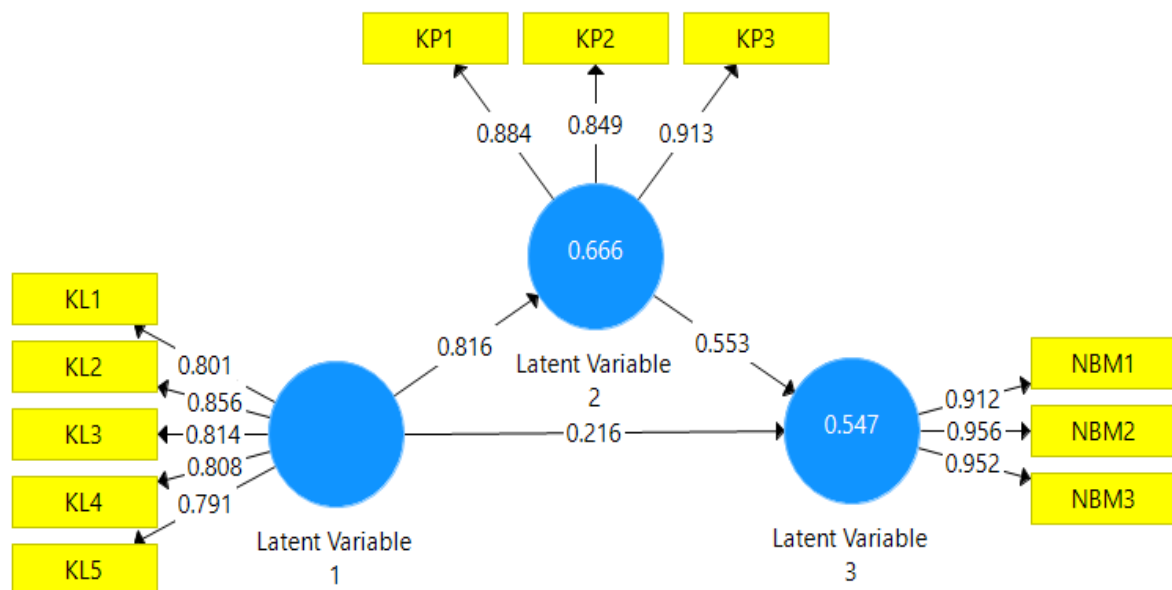 KP1
KP2
KP3
0.884
0.849
0.913
0.666
KL1
KL2
KL3
KL4
KL5
0.801
0.856
0.814
0.808
0.791
0.816
Latent Variable
2
0.553
0.216
0.547
NBM1
NBM2
NBM3
0.912
0.956
0.952
Latent Variable
1
Latent Variable
3